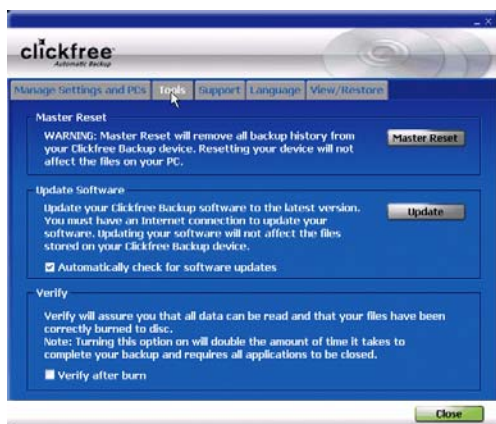 clickfree
Automatic Backup
Manage Settings and PCs Tools Support Language View/Restore
Master Reset
WARNING: Master Reset will remove all backup history from
your Clickfree Backup device. Resetting your device will not
affect the files on your PC.
Master Reset
Update Software
Update your Clickfree Backup software to the latest version.
You must have an Internet connection to update your
software. Updating your software will not affect the files
stored on your Clickfree Backup device.
Update
Automatically check for software updates
Verify
Verify will assure you that all data can be read and that your files have been
correctly burned to disc.
Note: Turning this option on will double the amount of time it takes to
complete your backup and requires all applications to be closed.
Verify after burn
Close